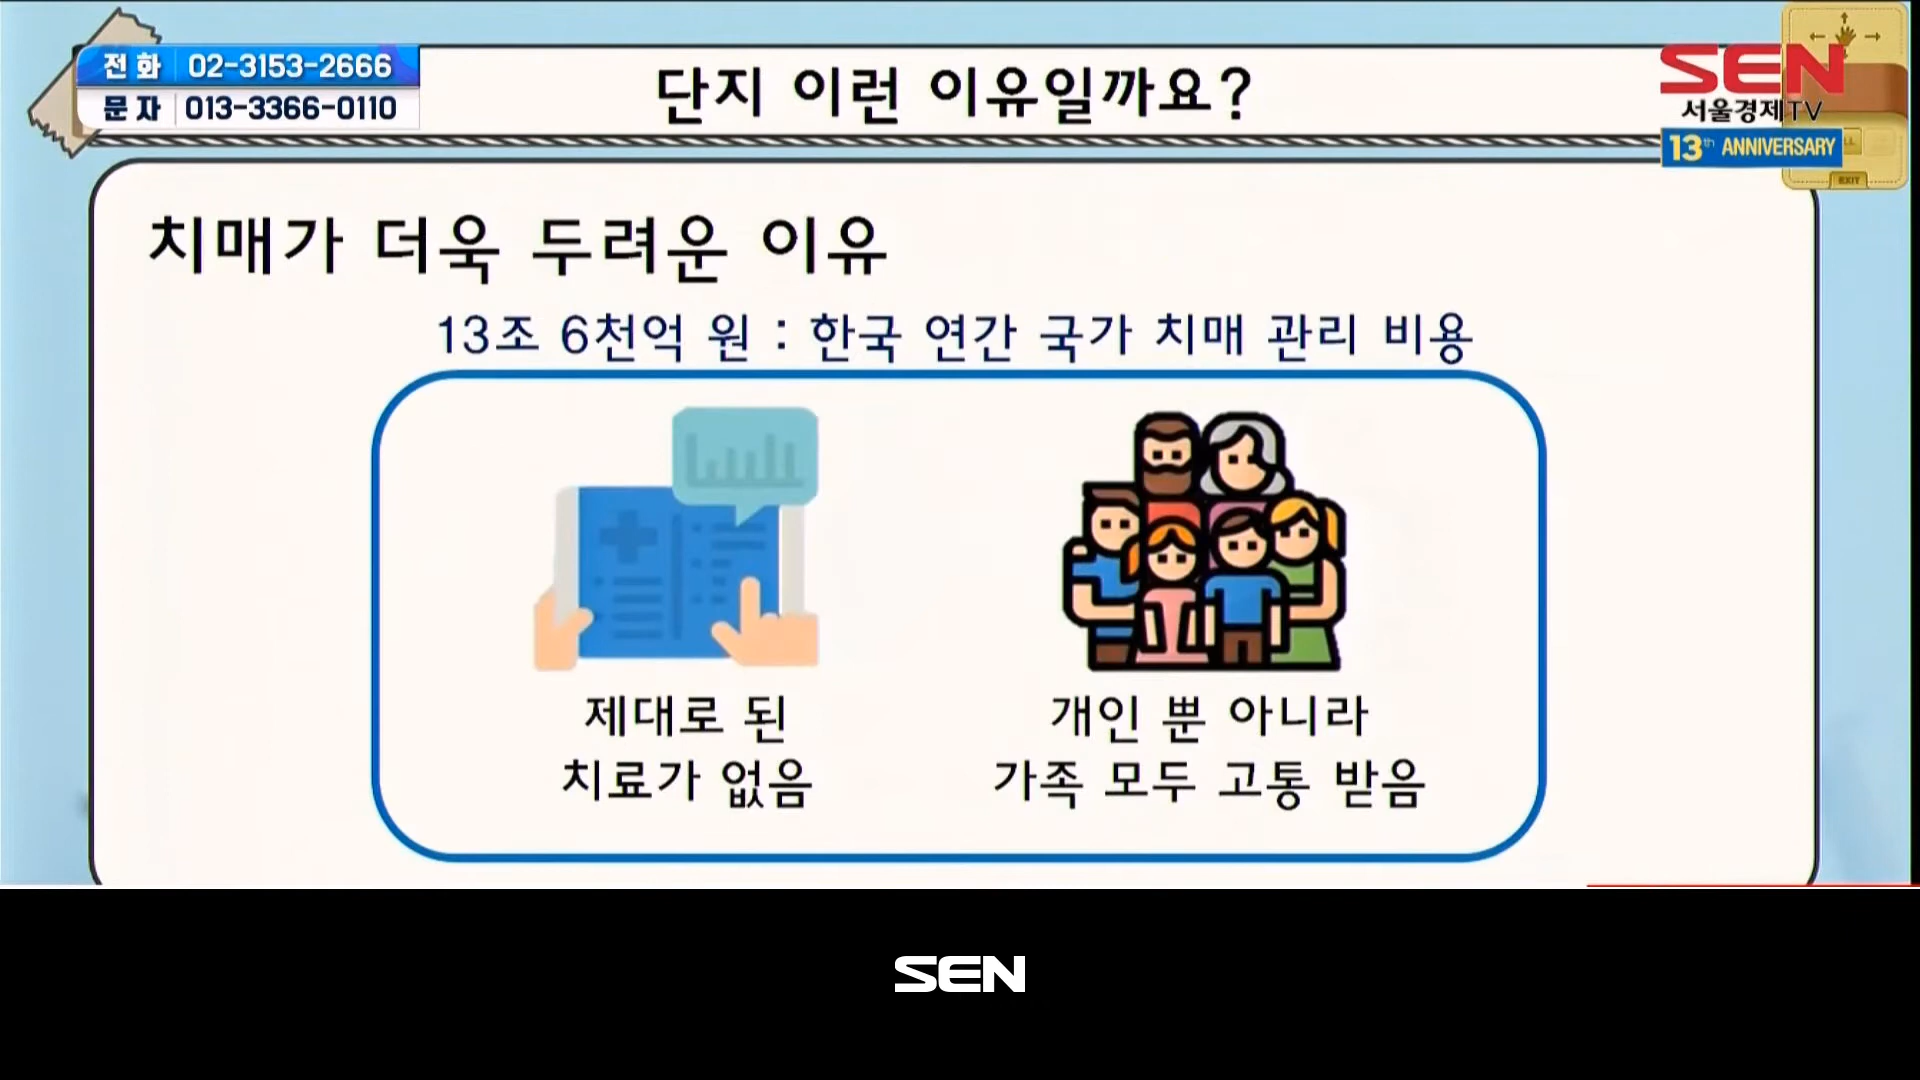 전화 02-3153-2666
문자 013-3366-0110
단지 이런 이유일까요?
SEN
서울경제TV
13th ANNIVERSARY
EXIT
치매가 더욱 두려운 이유
13조 6천억 원 : 한국 연간 국가 치매 관리 비용
제대로 된
치료가 없음
개인 뿐 아니라
가족 모두 고통 받음
SEN